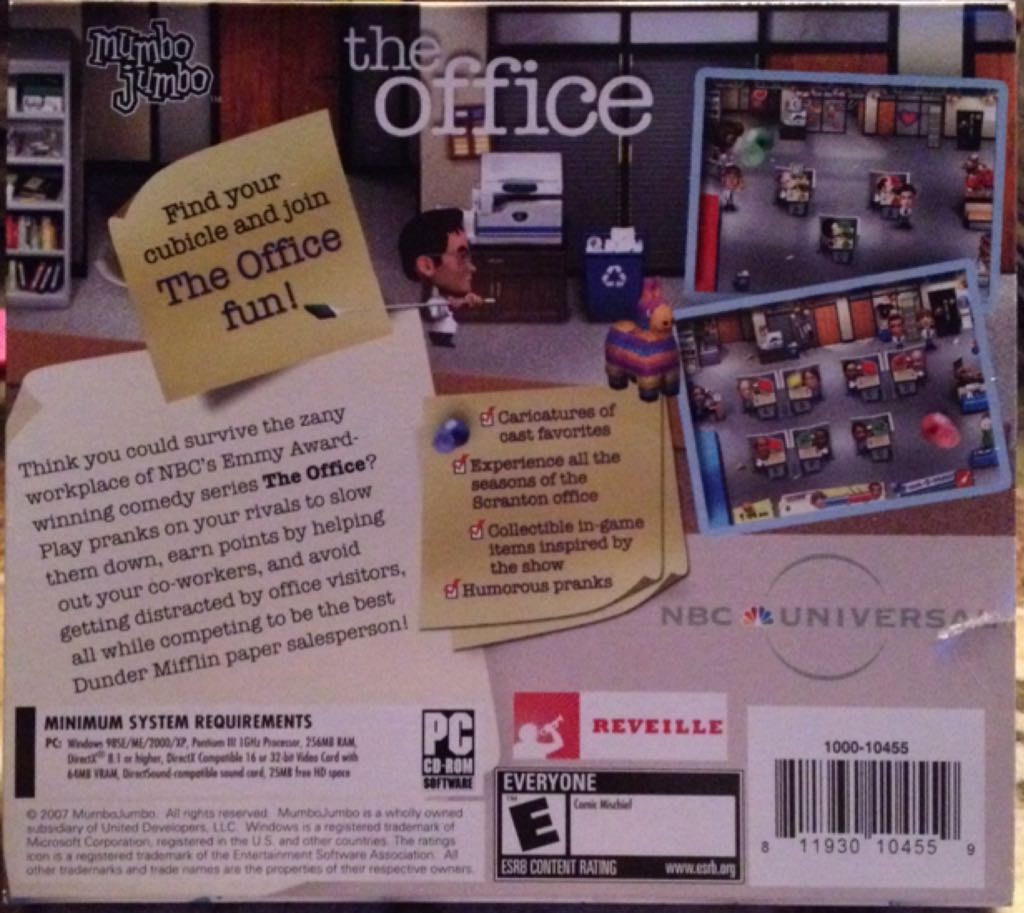 mumbo
jumbo
the
office
Find your
cubicle and join
The Office
fun!
Think you could survive the zany
workplace of NBC's Emmy Award-
winning comedy series The Office?
Play pranks on your rivals to slow
them down, earn points by helping
out your co-workers, and avoid
getting distracted by office visitors,
all while competing to be the best
Dunder Mifflin paper salesperson!
Caricatures of
cast favorites
Experience all the
seasons of the
Scranton office
Collectible in-game
items inspired by
the show
Humorous pranks
NBC UNIVERSAL
MINIMUM SYSTEM REQUIREMENTS
PC: Windows 98SE/ME/2000/XP, Pentium III 1GHz Processor, 256MB RAM,
DirectX® 8.1 or higher, DirectX Compatible 16 or 32-bit Video Card with
64MB VRAM, DirectSound-compatible sound card, 25MB free HD space
PC
CD-ROM
SOFTWARE
REVEILLE
EVERYONE
E
Comic Mischief
ESRB CONTENT RATING www.esrb.org
1000-10455
8 11930 10455 9
© 2007 MumboJumbo. All rights reserved. MumboJumbo is a wholly owned
subsidiary of United Developers, LLC. Windows is a registered trademark of
Microsoft Corporation, registered in the U.S. and other countries. The ratings
icon is a registered trademark of the Entertainment Software Association. All
other trademarks and trade names are the properties of their respective owners.